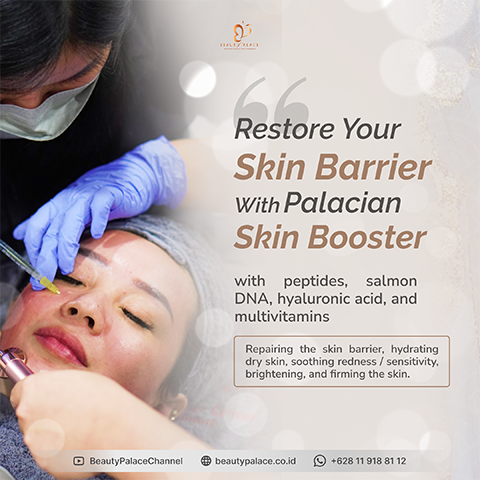 BEAUTY PALACE
Restore Your
Skin Barrier
With Palacian
Skin Booster
with peptides, salmon
DNA, hyaluronic acid, and
multivitamins
Repairing the skin barrier, hydrating
dry skin, soothing redness / sensitivity,
brightening, and firming the skin.
BeautyPalaceChannel
beautypalace.co.id
+628 11 918 81 12